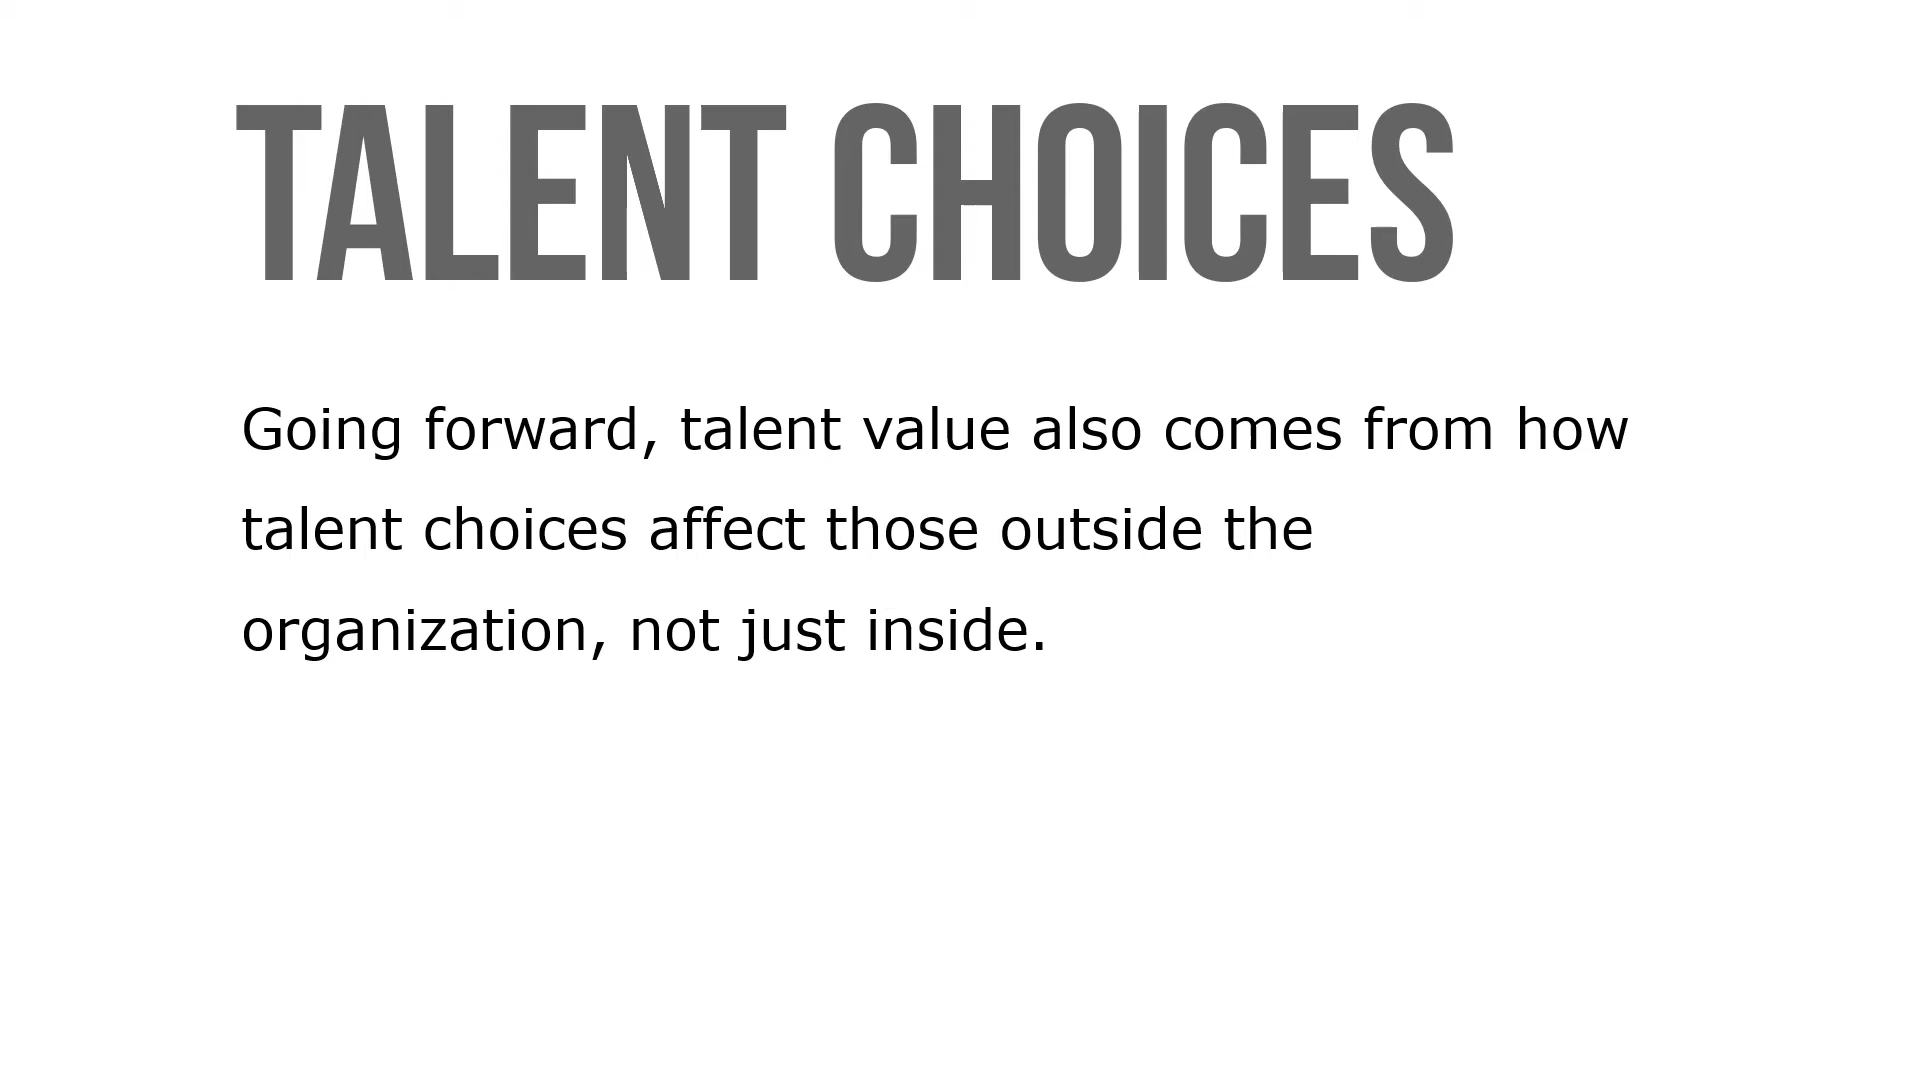 TALENT CHOICES
Going forward, talent value also comes from how
talent choices affect those outside the
organization, not just inside.